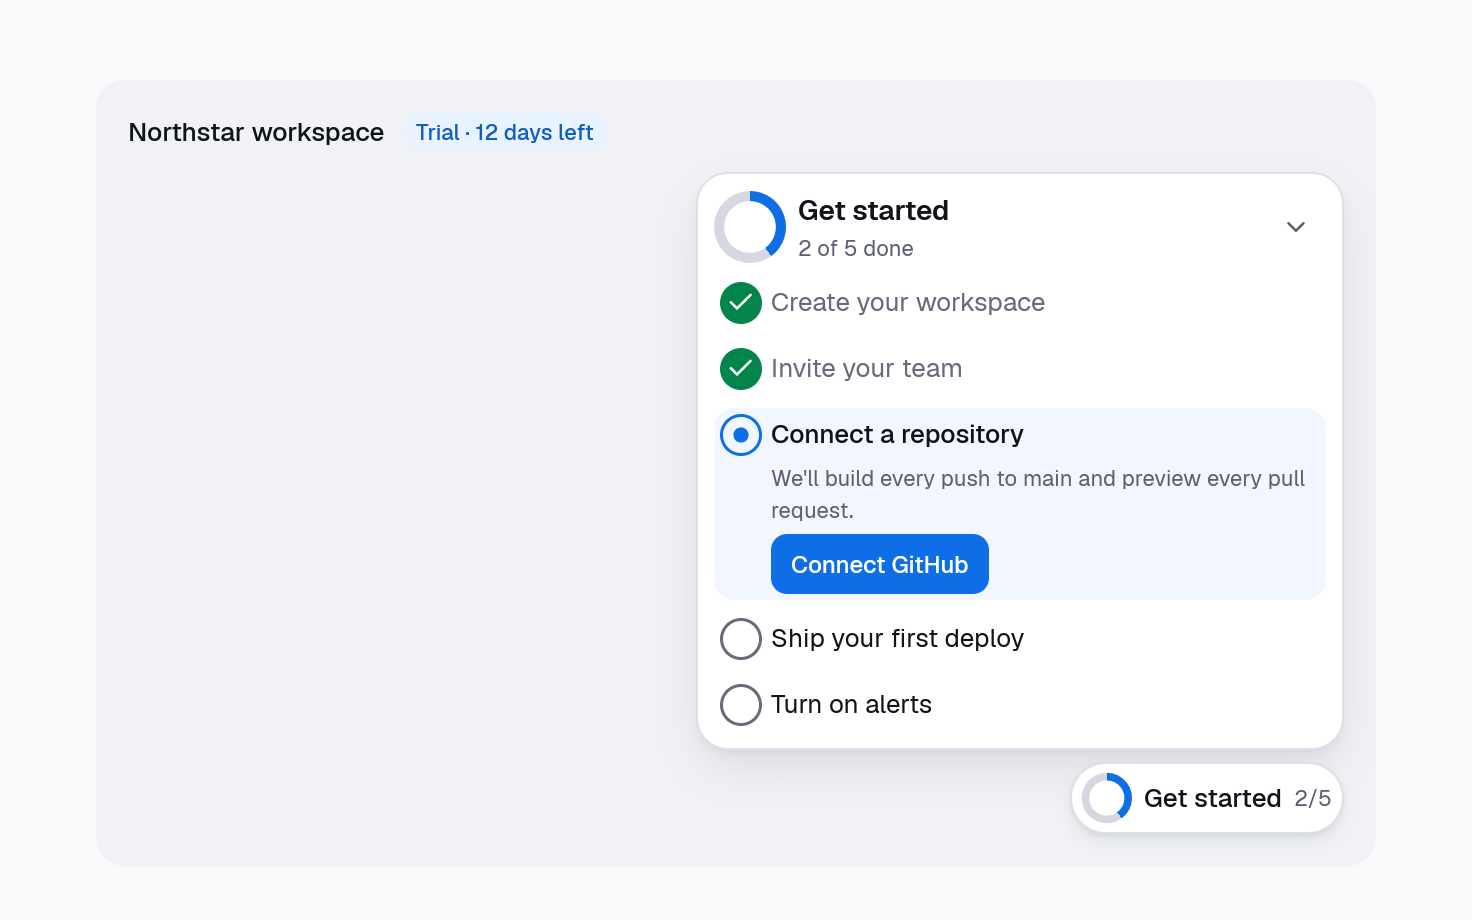 Northstar workspace
Trial · 12 days left
Get started
2 of 5 done
Create your workspace
Invite your team
Connect a repository
We'll build every push to main and preview every pull
request.
Connect GitHub
Ship your first deploy
Turn on alerts
Get started 2/5